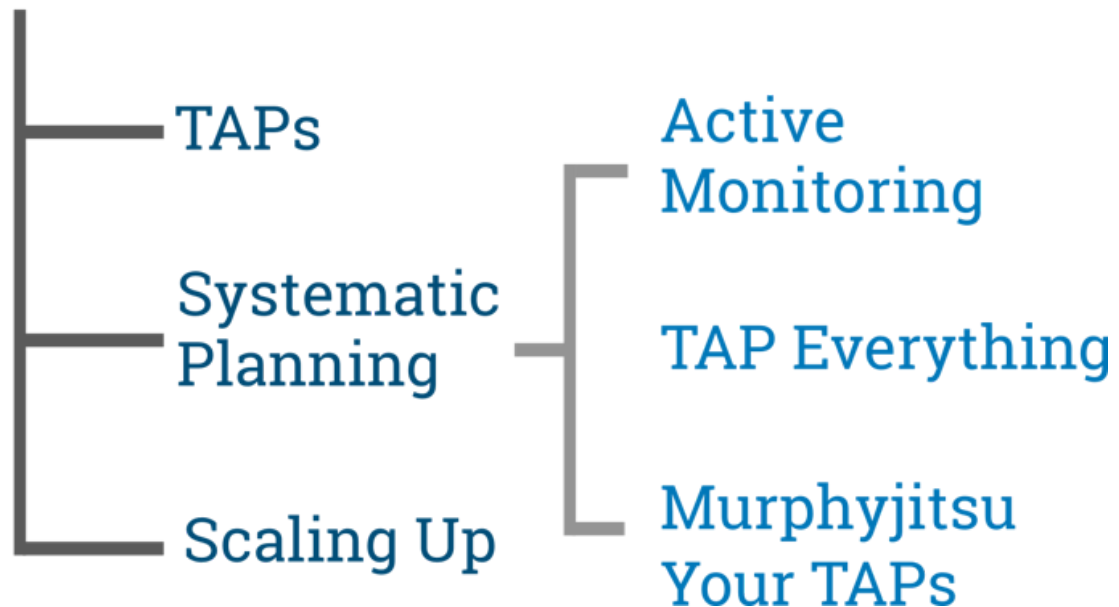 TAPs
Systematic
Planning
Scaling Up
Active
Monitoring
TAP Everything
Murphyjitsu
Your TAPs